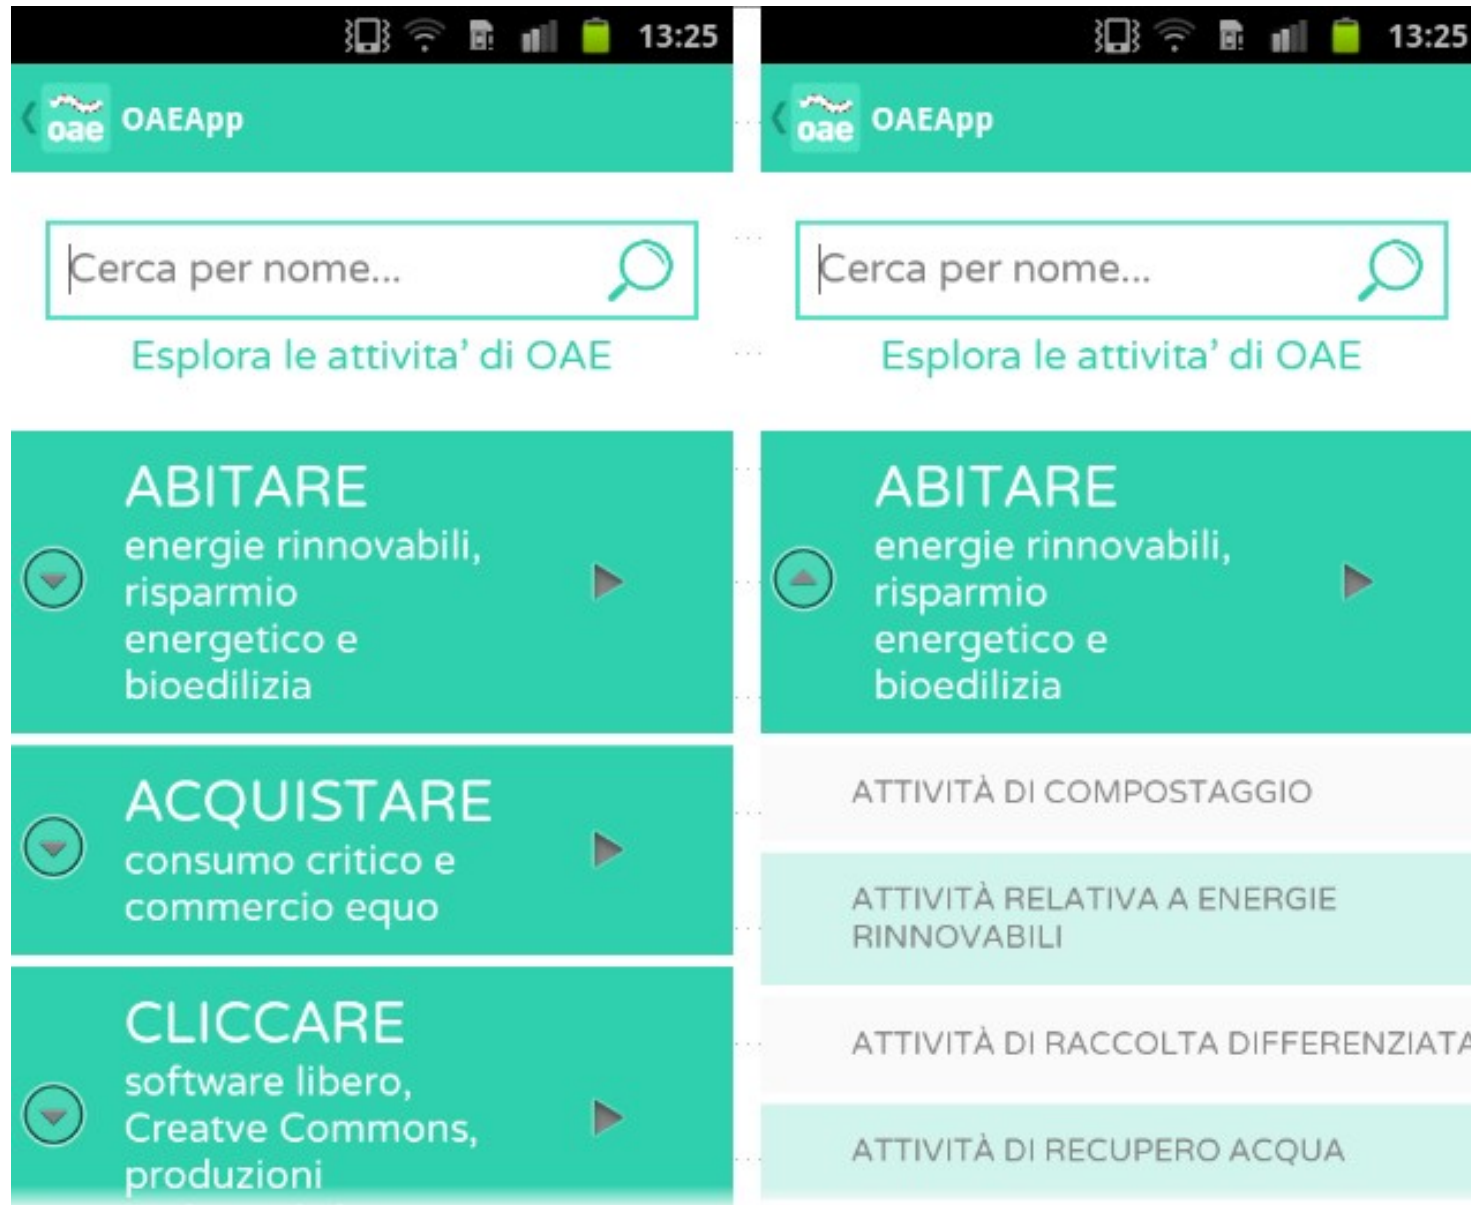 13:25
oae OAEApp
Cerca per nome...
Esplora le attivita' di OAE
ABITARE
energie rinnovabili,
risparmio
energetico e
bioedilizia
ACQUISTARE
consumo critico e
commercio equo
CLICCARE
software libero,
Creatve Commons,
produzioni
13:25
oae OAEApp
Cerca per nome...
Esplora le attivita' di OAE
ABITARE
energie rinnovabili,
risparmio
energetico e
bioedilizia
ATTIVITÀ DI COMPOSTAGGIO
ATTIVITÀ RELATIVA A ENERGIE
RINNOVABILI
ATTIVITÀ DI RACCOLTA DIFFERENZIATA
ATTIVITÀ DI RECUPERO ACQUA